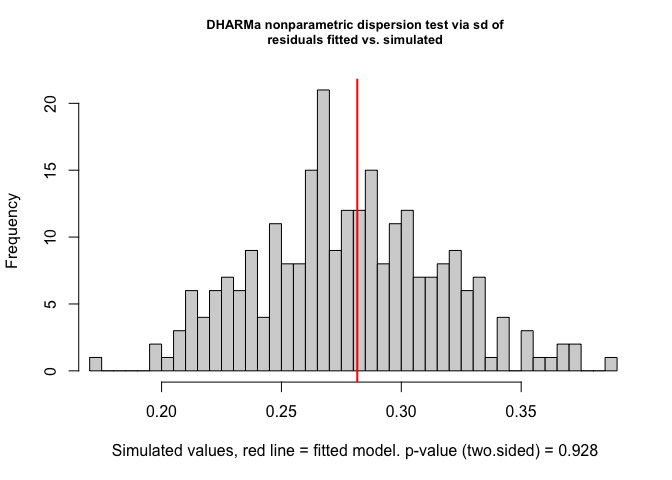 DHARMa nonparametric dispersion test via sd of
residuals fitted vs. simulated
20
15
10
5
0
Frequency
0.20 0.25 0.30 0.35
Simulated values, red line = fitted model. p-value (two.sided) = 0.928